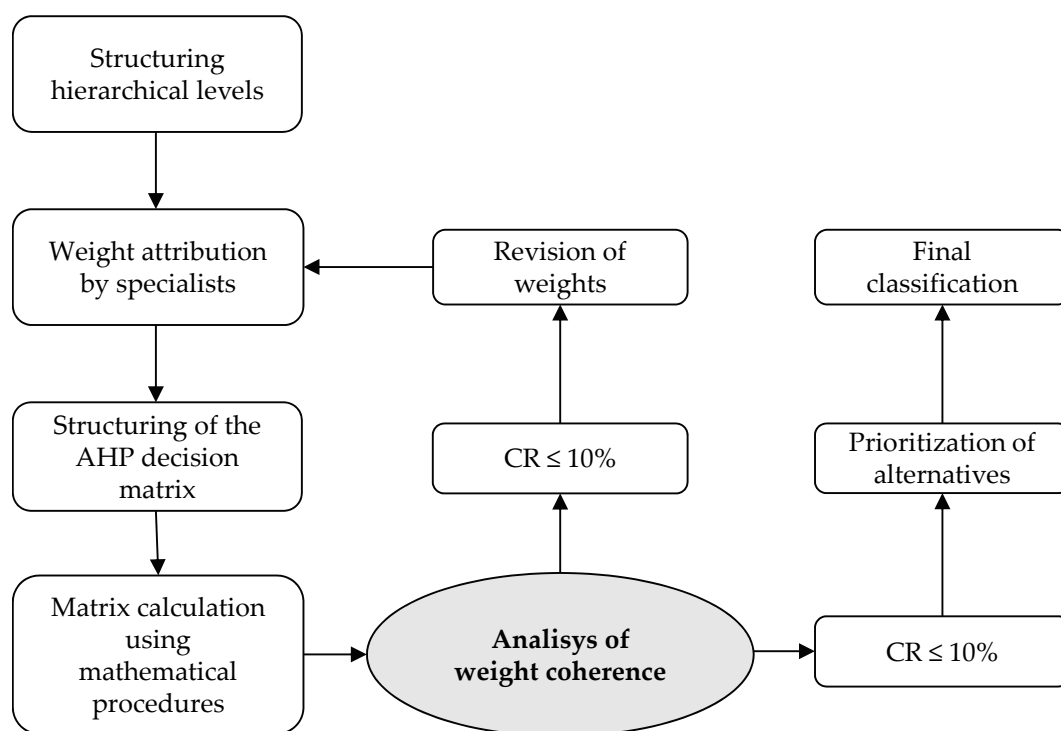 Structuring
hierarchical levels
Weight attribution
by specialists
Structuring of the
AHP decision
matrix
Matrix calculation
using
mathematical
procedures
Analisys of
weight coherence
CR ≤ 10%
Revision of
weights
CR ≤ 10%
Prioritization of
alternatives
Final
classification